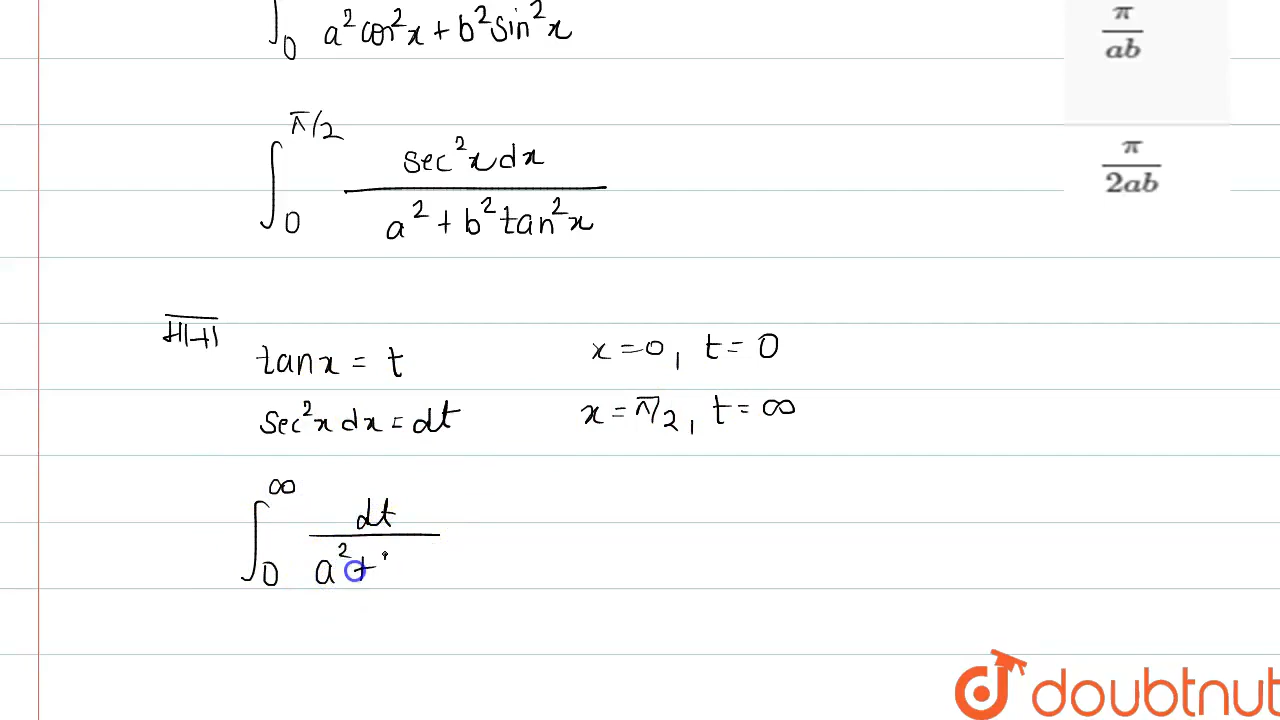 ∫₀ a²cos²x + b²sin²x
π/ab
∫₀^π/2 sec²x dx / a² + b²tan²x
π/2ab
tan x = t x = 0, t = 0
sec²x dx = dt x = π/2, t = ∞
∫₀^∞ dt / a² +
doubtnut